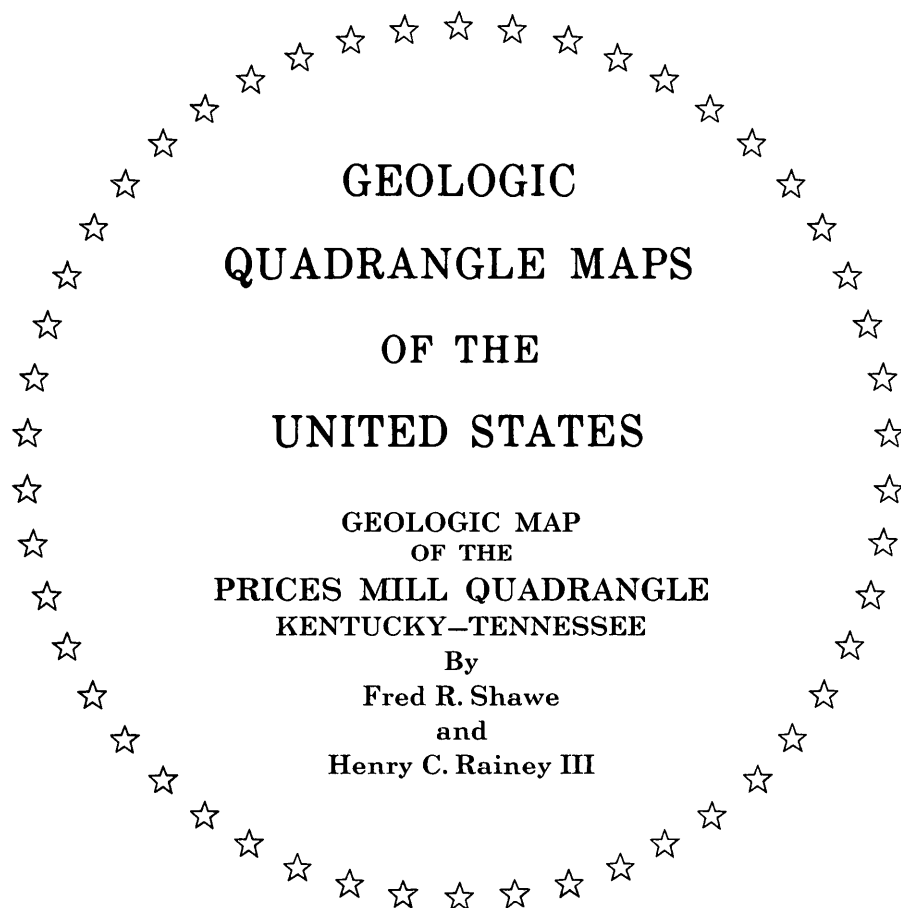 GEOLOGIC
QUADRANGLE MAPS
OF THE
UNITED STATES
GEOLOGIC MAP
OF THE
PRICES MILL QUADRANGLE
KENTUCKY–TENNESSEE
By
Fred R. Shawe
and
Henry C. Rainey III